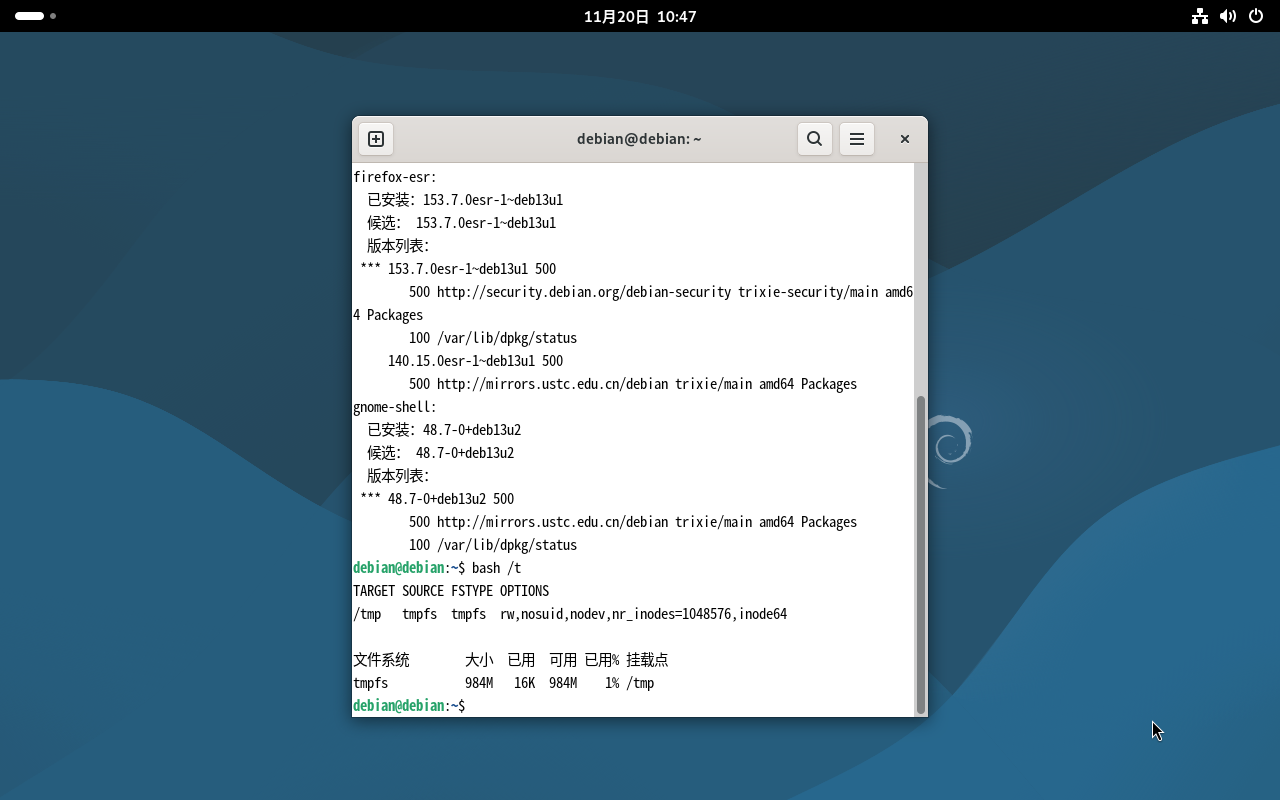 11月20日 10:47
debian@debian: ~
firefox-esr:
  已安装：153.7.0esr-1~deb13u1
  候选： 153.7.0esr-1~deb13u1
  版本列表：
 *** 153.7.0esr-1~deb13u1 500
        500 http://security.debian.org/debian-security trixie-security/main amd6
4 Packages
        100 /var/lib/dpkg/status
     140.15.0esr-1~deb13u1 500
        500 http://mirrors.ustc.edu.cn/debian trixie/main amd64 Packages
gnome-shell:
  已安装：48.7-0+deb13u2
  候选： 48.7-0+deb13u2
  版本列表：
 *** 48.7-0+deb13u2 500
        500 http://mirrors.ustc.edu.cn/debian trixie/main amd64 Packages
        100 /var/lib/dpkg/status
debian@debian:~$ bash /t
TARGET SOURCE FSTYPE OPTIONS
/tmp   tmpfs  tmpfs  rw,nosuid,nodev,nr_inodes=1048576,inode64
文件系统        大小  已用  可用 已用% 挂载点
tmpfs           984M   16K  984M    1% /tmp
debian@debian:~$